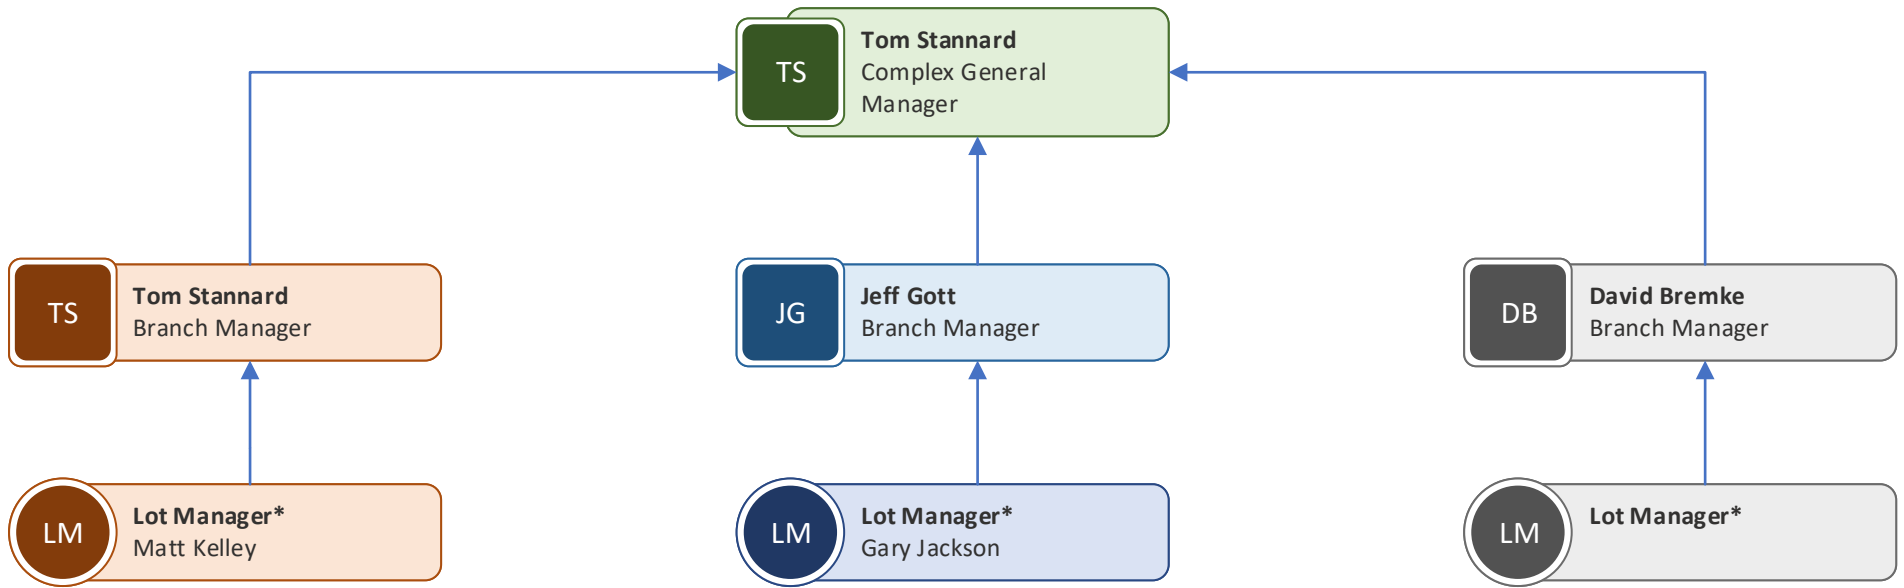 TS
Tom Stannard
Complex General
Manager
TS
Tom Stannard
Branch Manager
JG
Jeff Gott
Branch Manager
DB
David Bremke
Branch Manager
LM
Lot Manager*
Matt Kelley
LM
Lot Manager*
Gary Jackson
LM
Lot Manager*